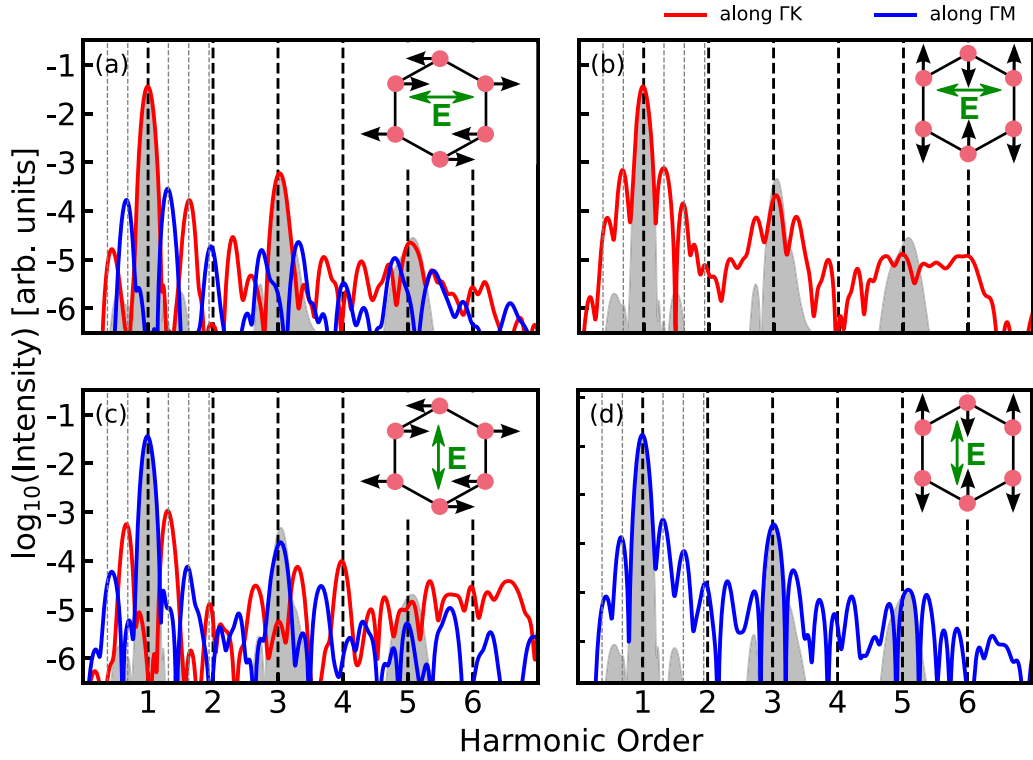 along ΓK
along ΓM
log10(Intensity) [arb. units]
-1
-2
-3
-4
-5
-6
(a)
E
(b)
E
-1
-2
-3
-4
-5
-6
(c)
E
(d)
E
1 2 3 4 5 6
1 2 3 4 5 6
Harmonic Order